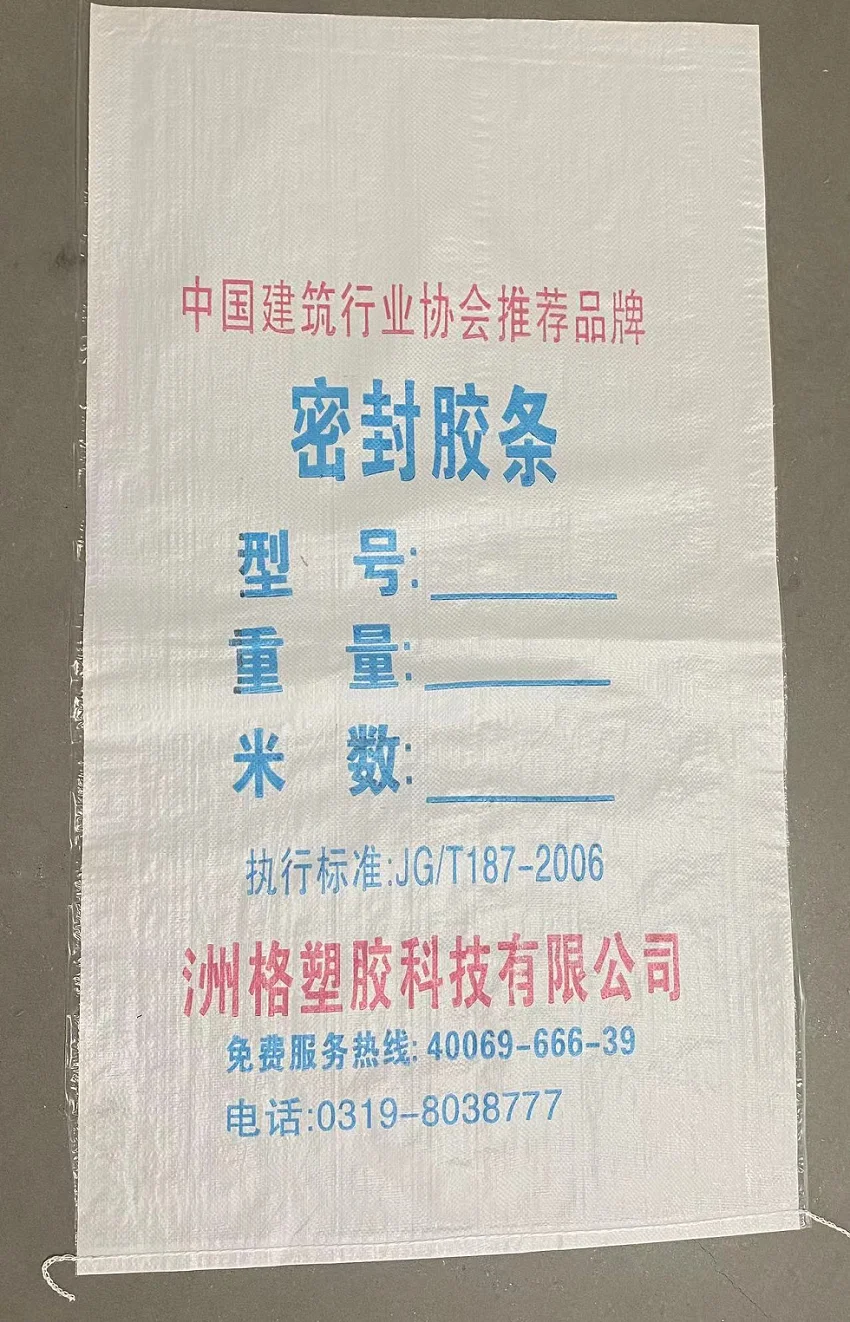 中国建筑行业协会推荐品牌
密封胶条
型 号:
重 量:
米 数:
执行标准:JG/T187-2006
洲格塑胶科技有限公司
免费服务热线: 40069-666-39
电话:0319-8038777